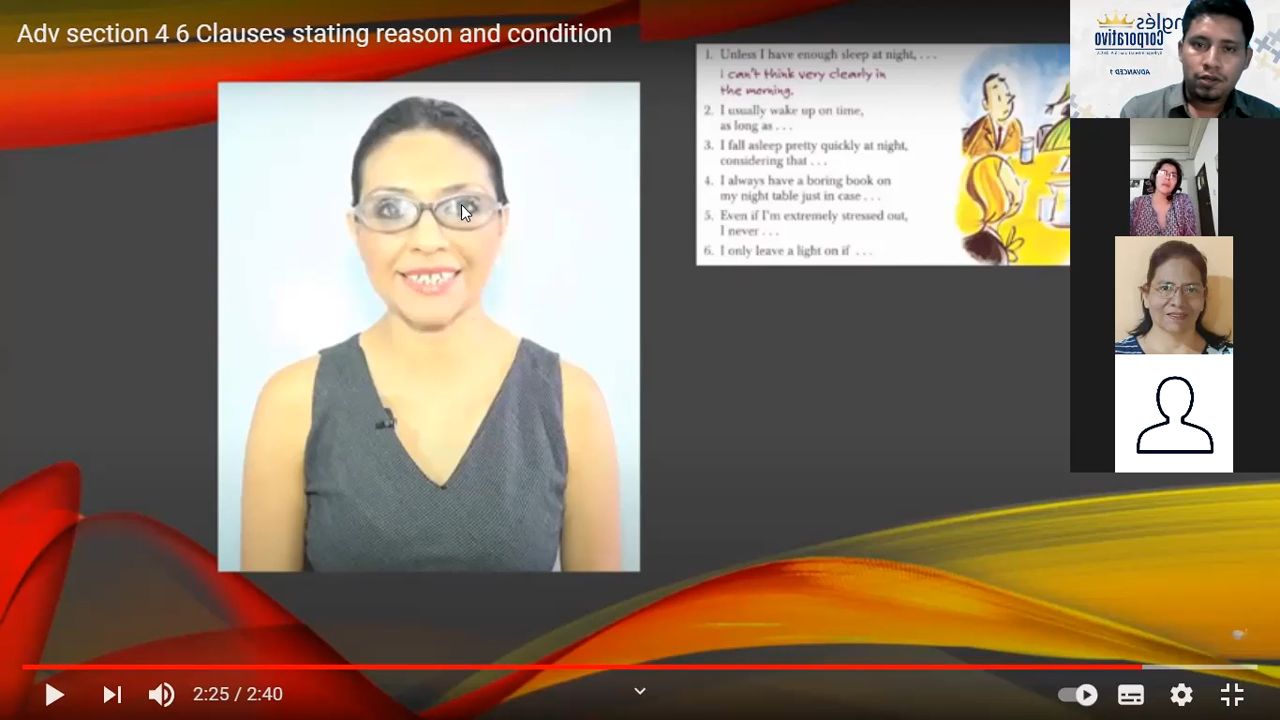 Adv section 4 6 Clauses stating reason and condition
1. Unless I have enough sleep at night, . . .
I can't think very clearly in
the morning.
2. I usually wake up on time,
as long as . . .
3. I fall asleep pretty quickly at night,
considering that . . .
4. I always have a boring book on
my night table just in case . . .
5. Even if I'm extremely stressed out,
I never . . .
6. I only leave a light on if . . .
Inglés
Corporativo
ADVANCED 1
2:25 / 2:40